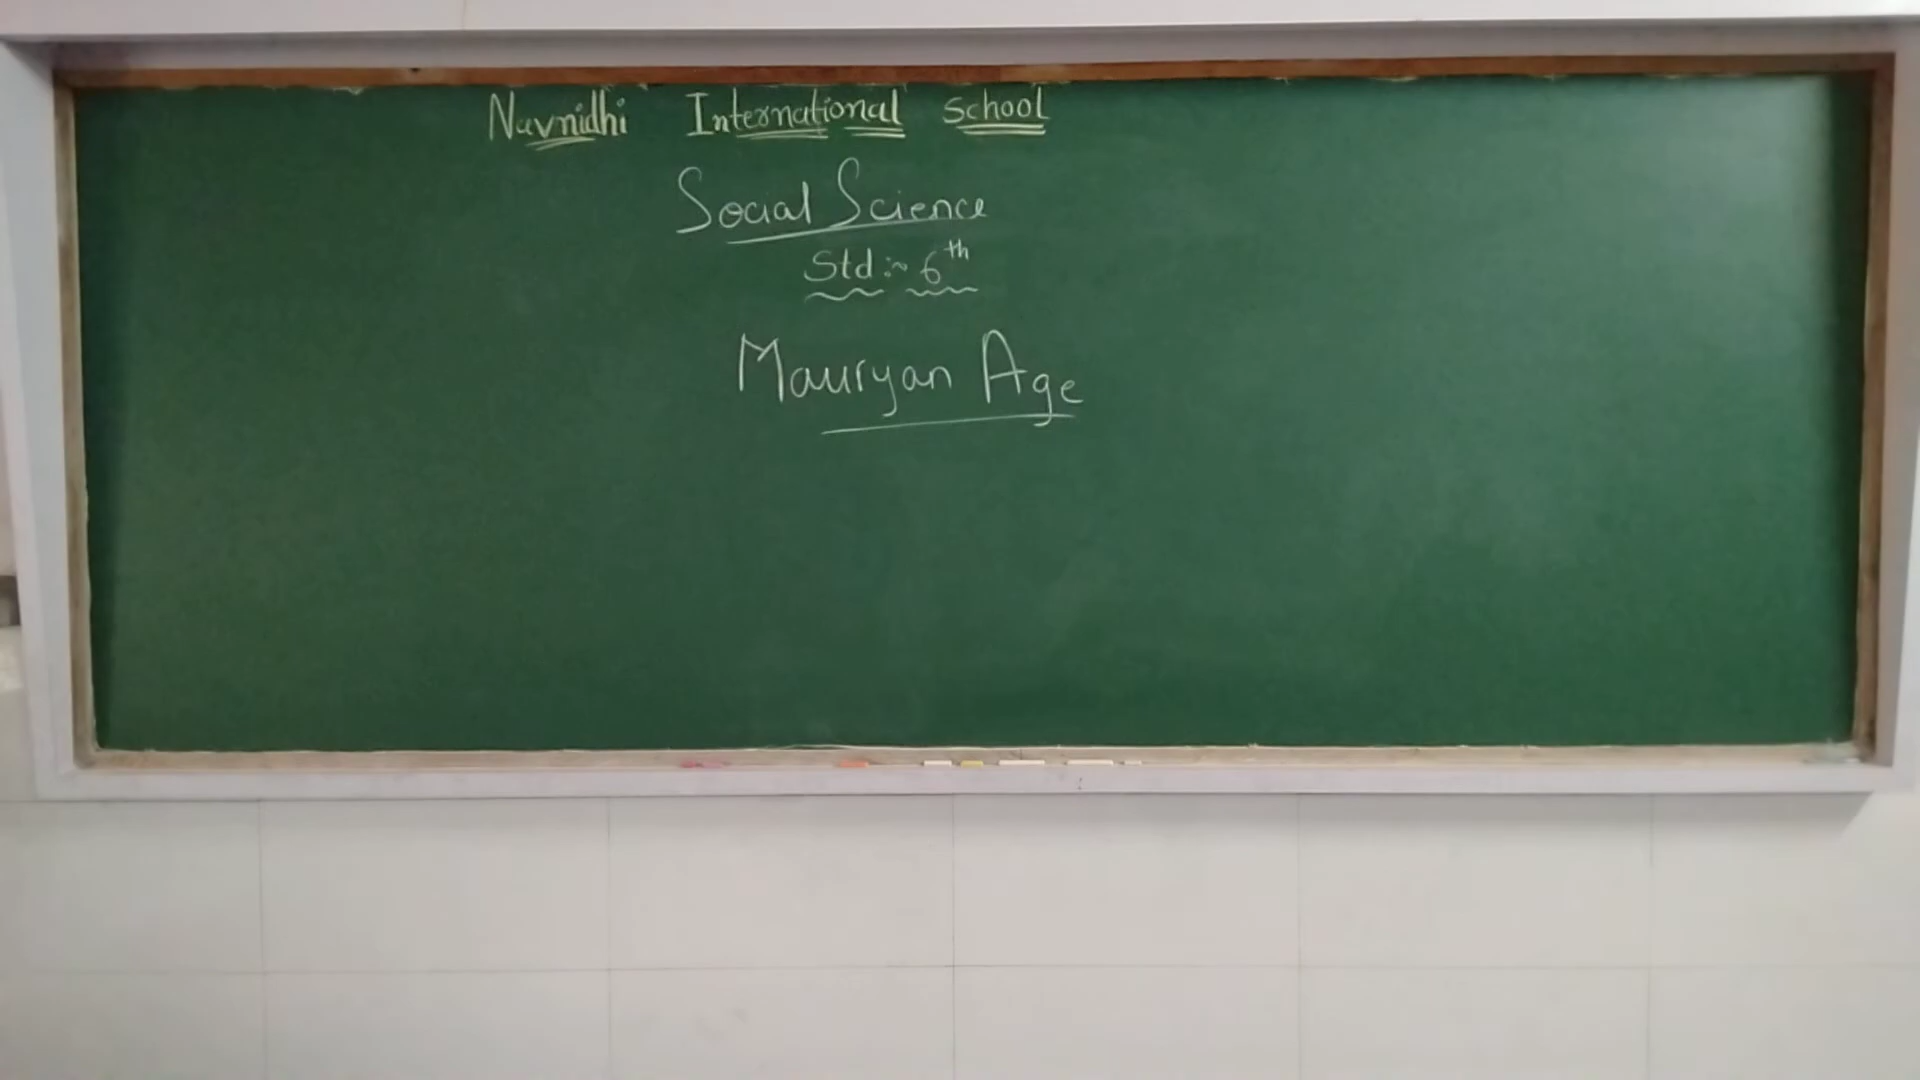 Navnidhi International School
Social Science
Std :~ 6th
Mauryan Age